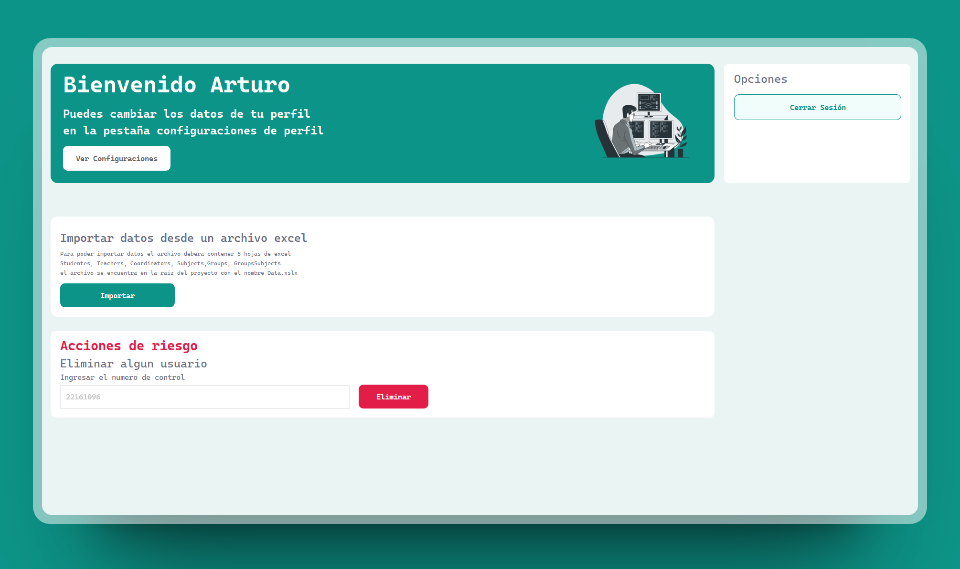 Bienvenido Arturo
Puedes cambiar los datos de tu perfil
en la pestaña configuraciones de perfil
Ver Configuraciones
Opciones
Cerrar Sesión
Importar datos desde un archivo excel
Para poder importar datos el archivo debera contener 5 hojas de excel
Studentes, Teachers, Coordinators, Subjects,Groups, GroupsSubjects
el archivo se encuentra en la raiz del proyecto con el nombre Data.xslx
Importar
Acciones de riesgo
Eliminar algun usuario
Ingresar el numero de control
22161096
Eliminar